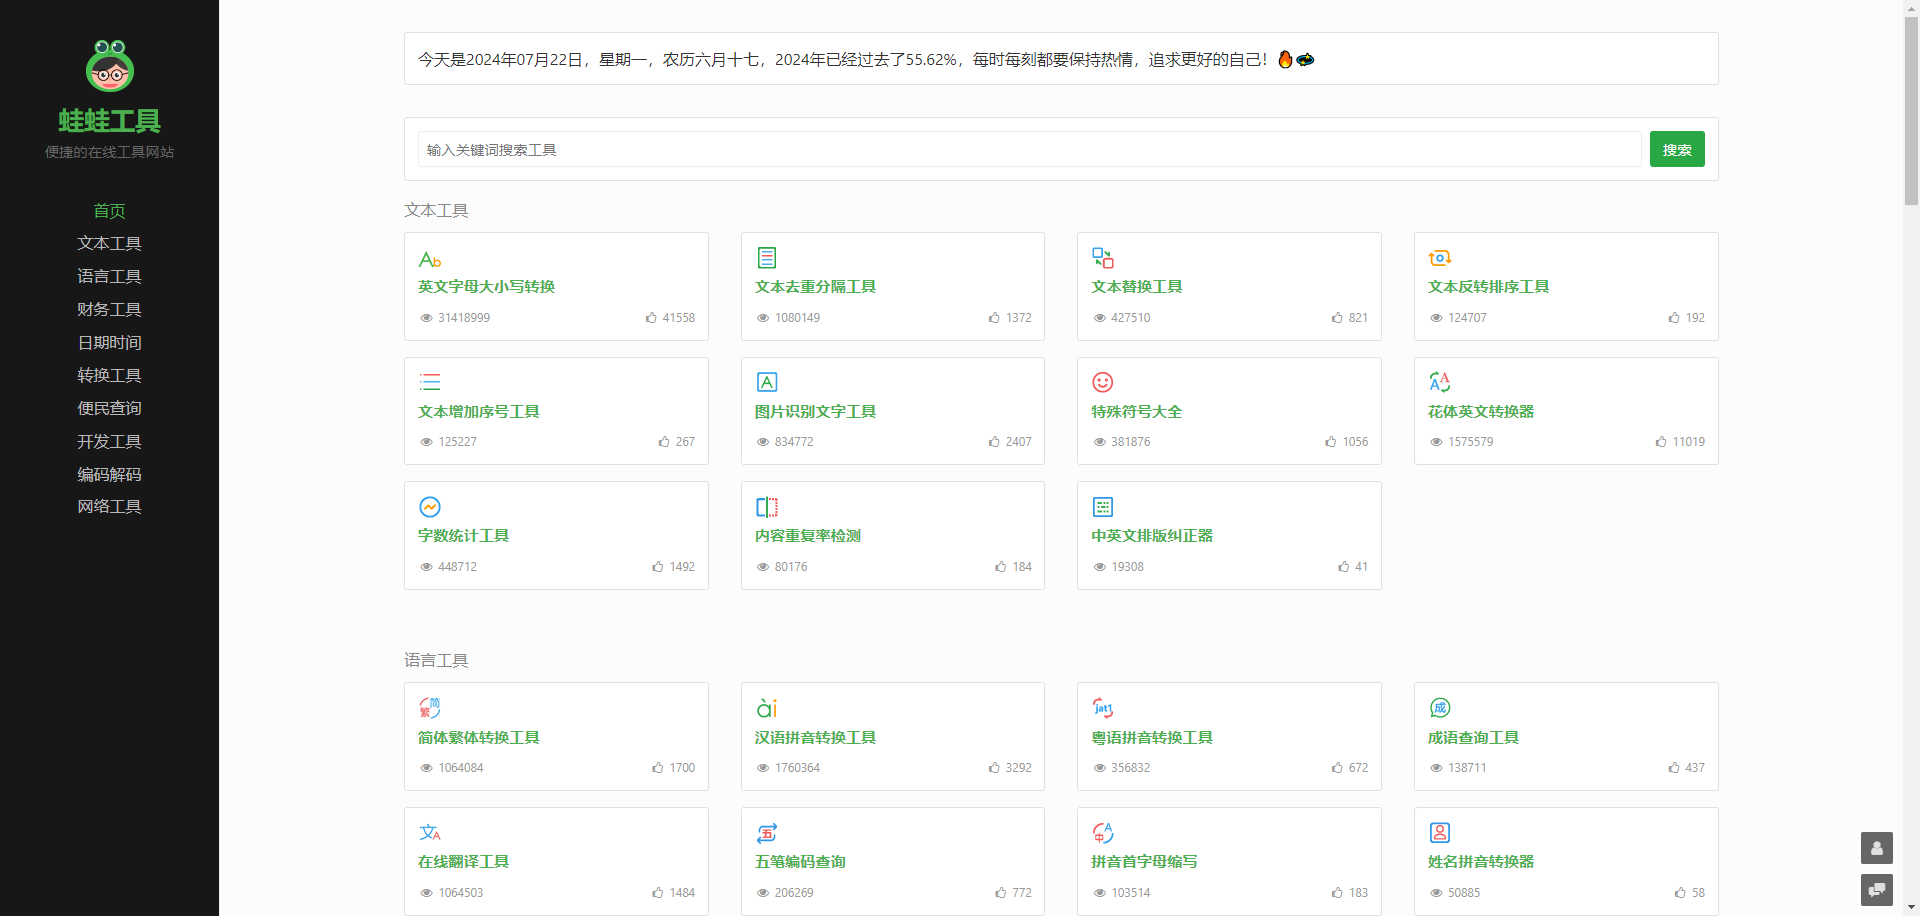 蛙蛙工具
便捷的在线工具网站
首页
文本工具
语言工具
财务工具
日期时间
转换工具
便民查询
开发工具
编码解码
网络工具
今天是2024年07月22日，星期一，农历六月十七，2024年已经过去了55.62%，每时每刻都要保持热情，追求更好的自己！
输入关键词搜索工具 搜索
文本工具
英文字母大小写转换
31418999 41558
文本去重分隔工具
1080149 1372
文本替换工具
427510 821
文本反转排序工具
124707 192
文本增加序号工具
125227 267
图片识别文字工具
834772 2407
特殊符号大全
381876 1056
花体英文转换器
1575579 11019
字数统计工具
448712 1492
内容重复率检测
80176 184
中英文排版纠正器
19308 41
语言工具
简体繁体转换工具
1064084 1700
汉语拼音转换工具
1760364 3292
粤语拼音转换工具
356832 672
成语查询工具
138711 437
在线翻译工具
1064503 1484
五笔编码查询
206269 772
拼音首字母缩写
103514 183
姓名拼音转换器
50885 58